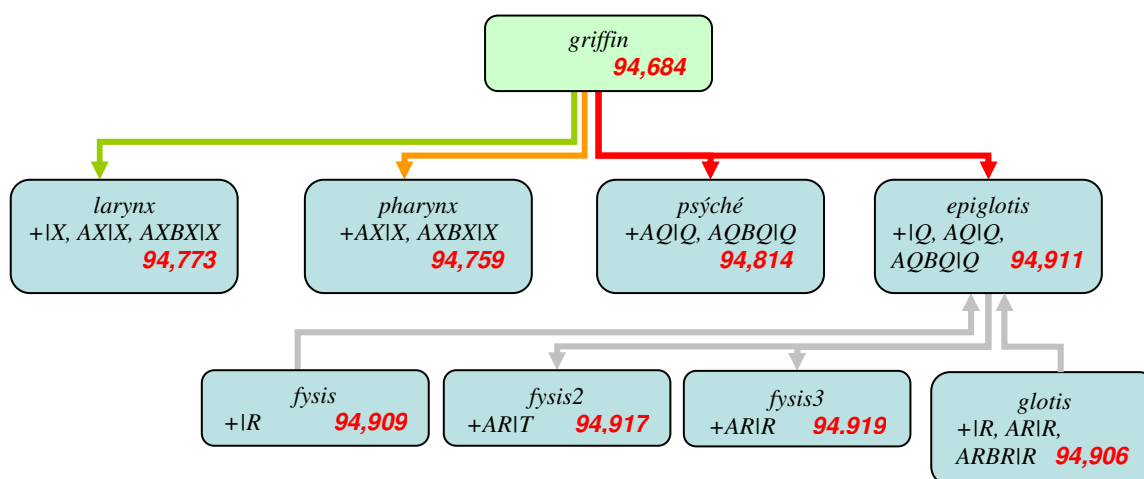 griffin
94,684
larynx
+|X, AX|X, AXBX|X
94,773
pharynx
+AX|X, AXBX|X
94,759
psýché
+AQ|Q, AQBQ|Q
94,814
epiglotis
+|Q, AQ|Q,
AQBQ|Q 94,911
fysis
+|R 94,909
fysis2
+AR|T 94,917
fysis3
+AR|R 94.919
glotis
+|R, AR|R,
ARBR|R 94,906